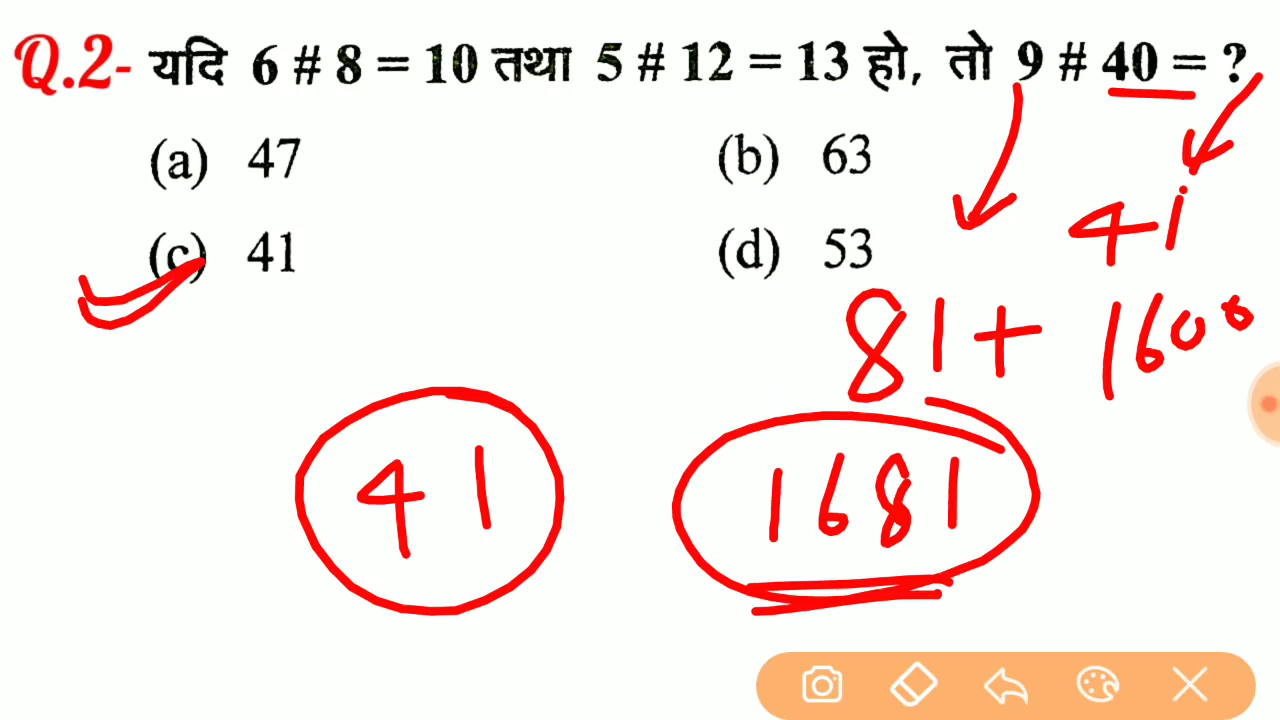 Q.2- यदि 6 # 8 = 10 तथा 5 # 12 = 13 हो, तो 9 # 40 = ?
(a) 47 (b) 63
(c) 41 (d) 53
41
81 + 1600
41 1681